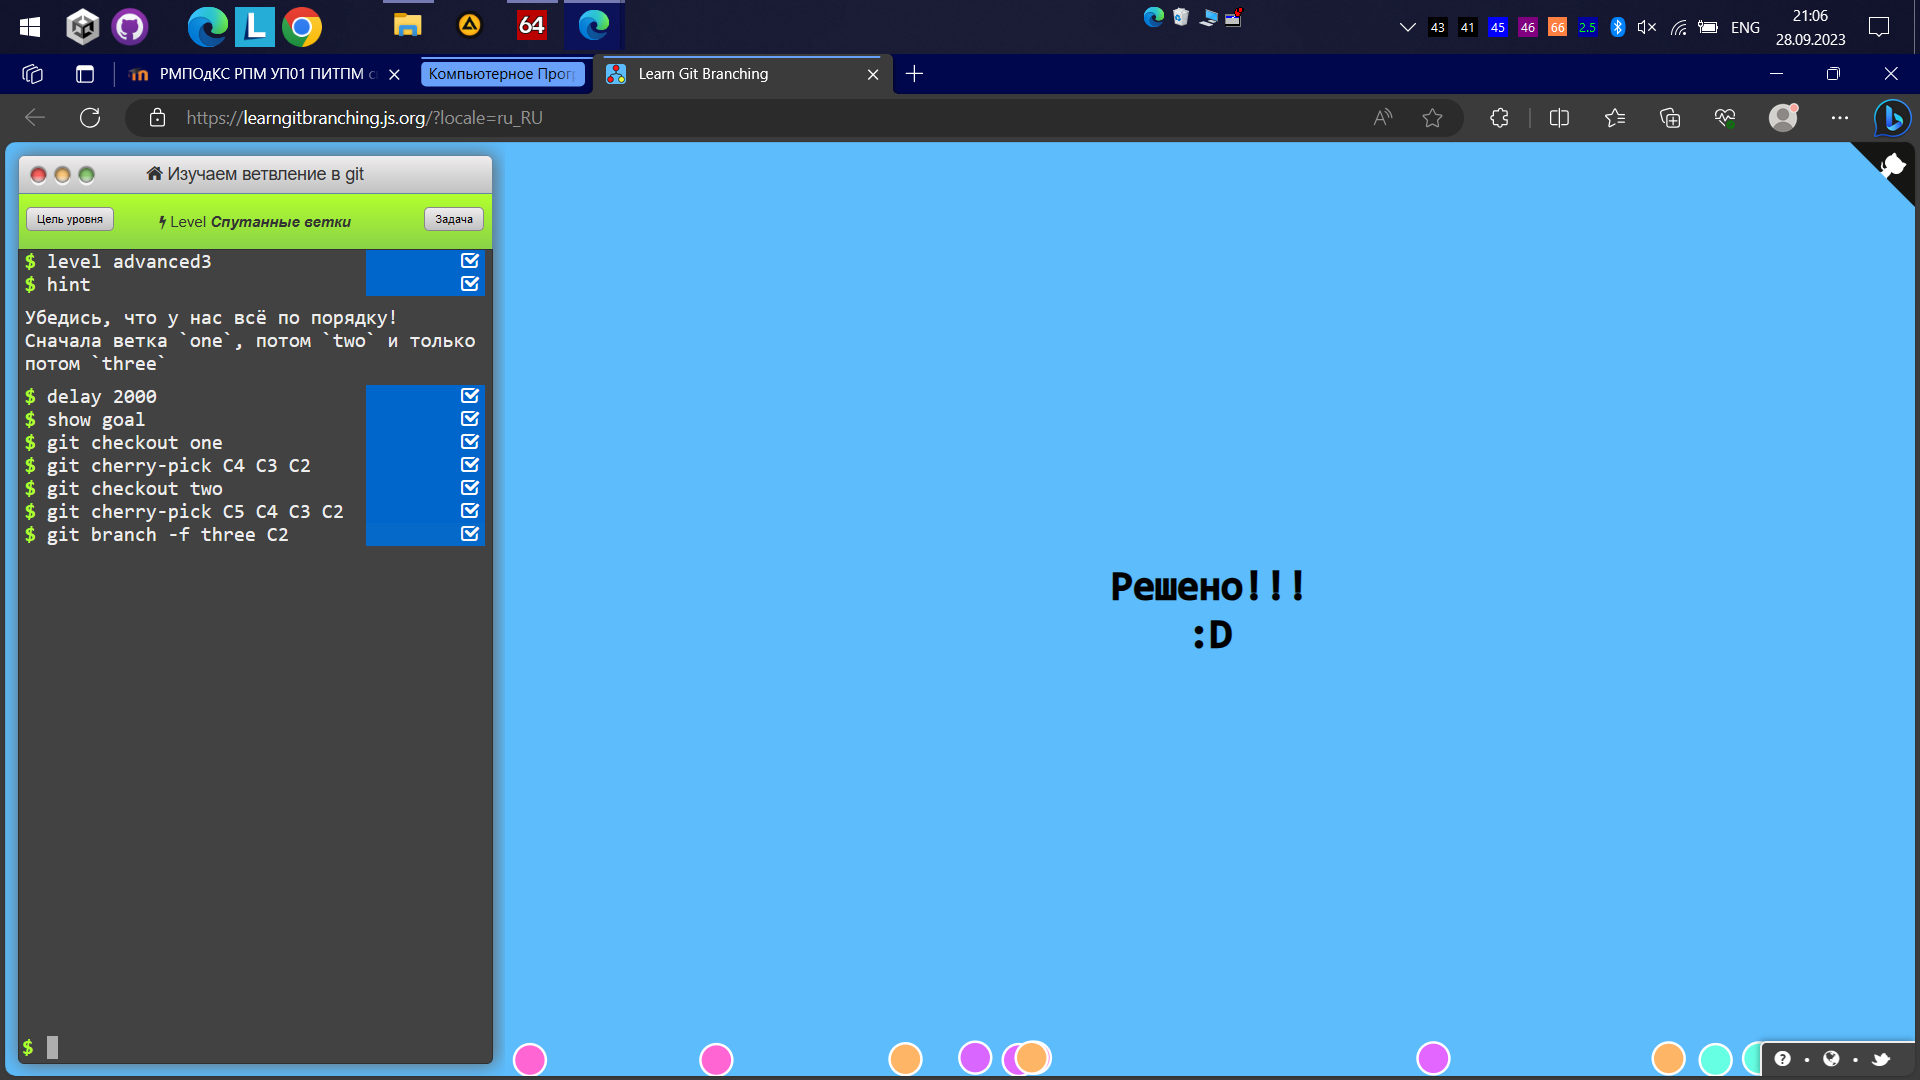 64
43
41
45
46
66
2.5
ENG
21:06
28.09.2023
РМПОдКС РПМ УП01 ПИТПМ
Компьютерное Прог
Learn Git Branching
https://learngitbranching.js.org/?locale=ru_RU
Изучаем ветвление в git
Цель уровня
Level Спутанные ветки
Задача
$ level advanced3
$ hint
Убедись, что у нас всё по порядку!
Сначала ветка `one`, потом `two` и только
потом `three`
$ delay 2000
$ show goal
$ git checkout one
$ git cherry-pick C4 C3 C2
$ git checkout two
$ git cherry-pick C5 C4 C3 C2
$ git branch -f three C2
Решено!!!
:D
$